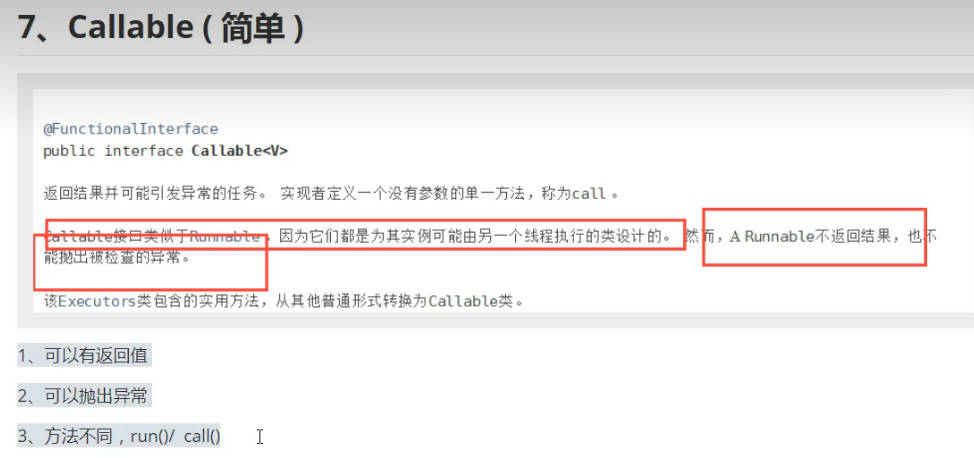 7、Callable ( 简单 )
@FunctionalInterface
public interface Callable<V>
返回结果并可能引发异常的任务。 实现者定义一个没有参数的单一方法，称为call 。
Callable接口类似于Runnable ，因为它们都是为其实例可能由另一个线程执行的类设计的。 然而，A Runnable不返回结果，也不
能抛出被检查的异常。
该Executors类包含的实用方法，从其他普通形式转换为Callable类。
1、可以有返回值
2、可以抛出异常
3、方法不同，run()/ call()